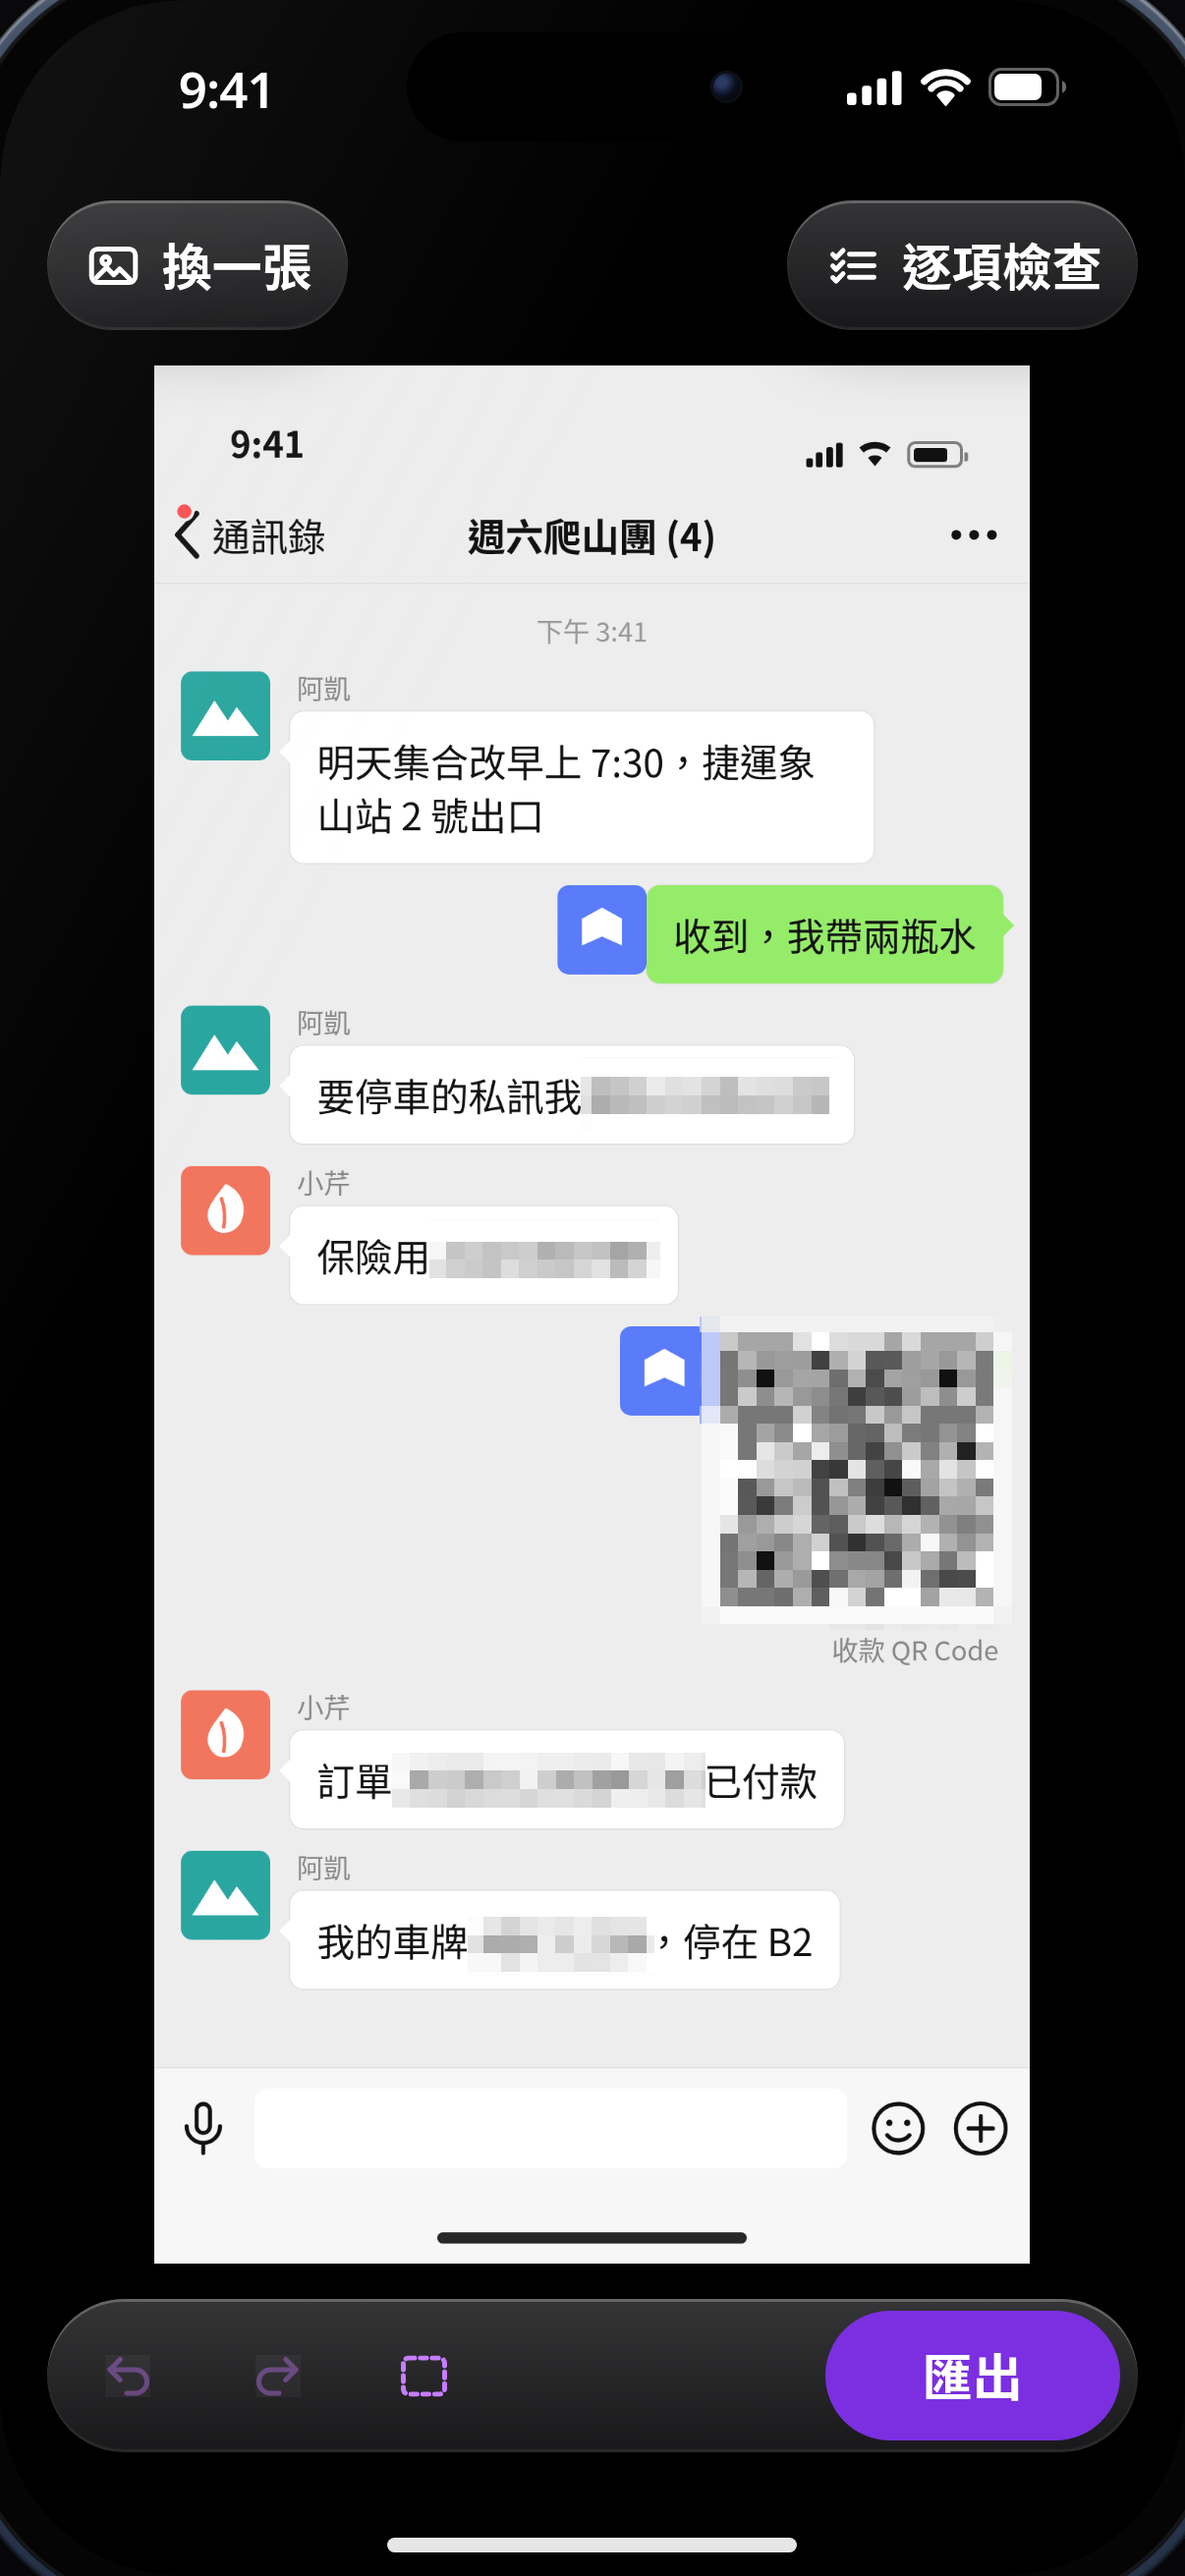 9:41
換一張
逐項檢查
9:41
通訊錄
週六爬山團 (4)
下午 3:41
阿凱
明天集合改早上 7:30，捷運象
山站 2 號出口
收到，我帶兩瓶水
阿凱
要停車的私訊我
小芹
保險用
收款 QR Code
小芹
訂單 已付款
阿凱
我的車牌 ，停在 B2
匯出